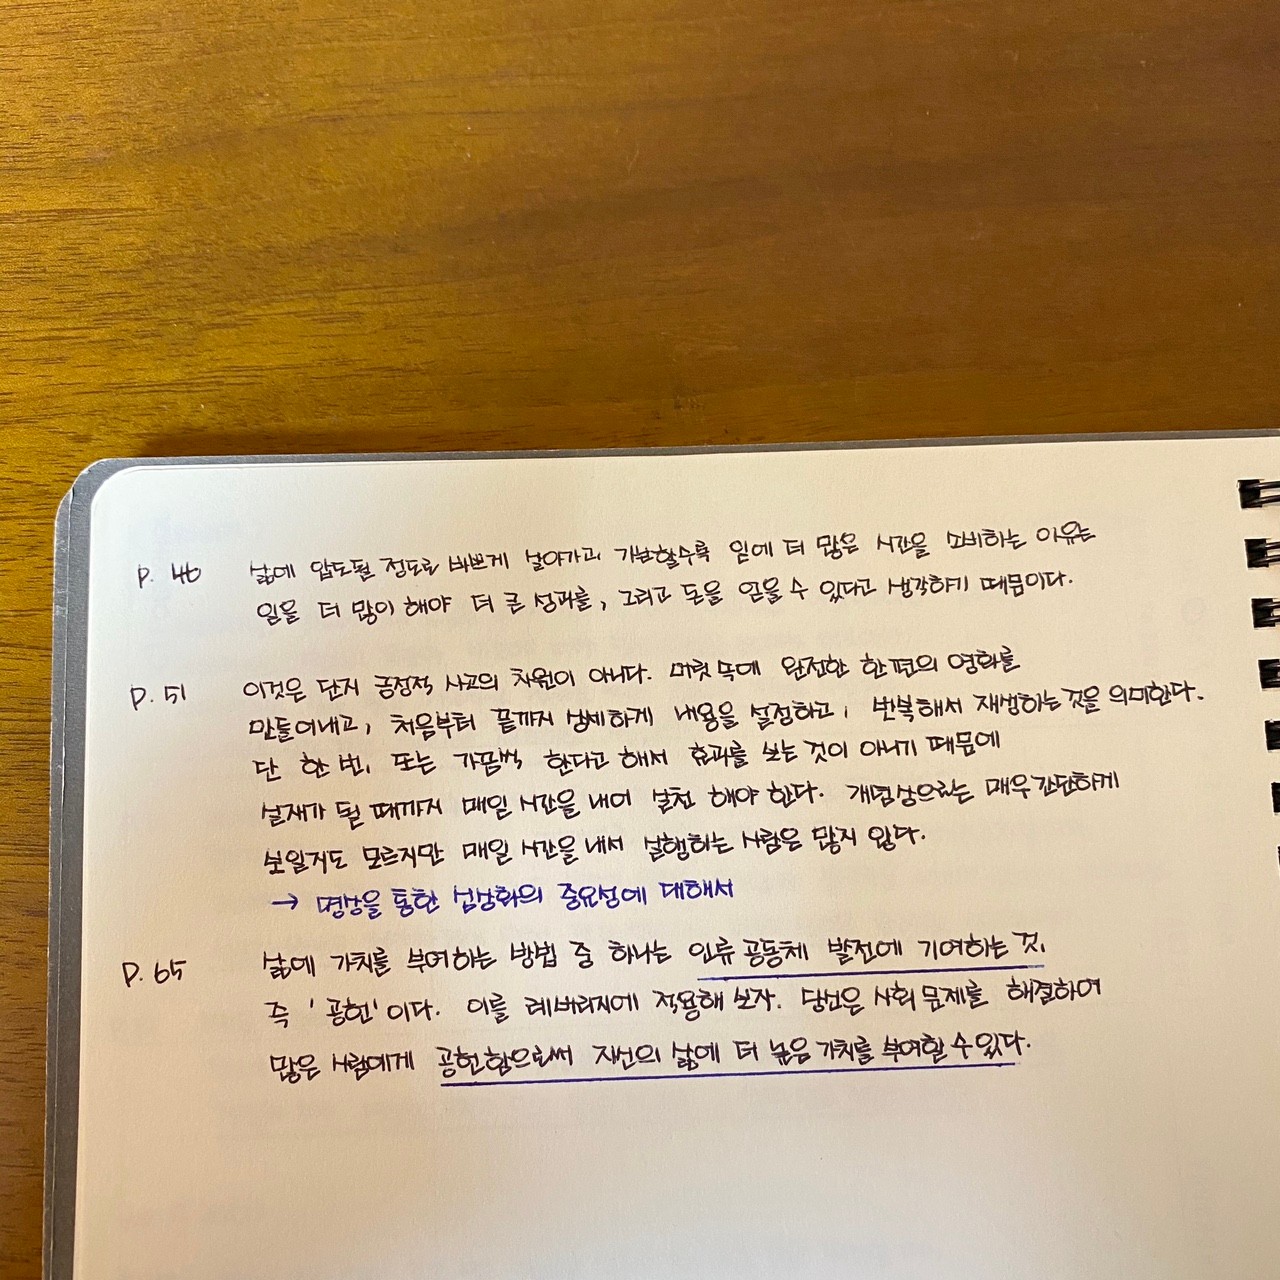 P. 46 삶에 압도될 정도로 바쁘게 살아가고, 가난할수록 일에 더 많은 시간을 소비하는 이유는
일을 더 많이 해야 더 큰 성과를, 그리고 돈을 얻을 수 있다고 생각하기 때문이다.
P. 51 이것은 단지 긍정적 사고의 차원이 아니다. 머릿속에 완전한 한 편의 영화를
만들어내고, 처음부터 끝까지 상세하게 내용을 설정하고, 반복해서 재생하는 것을 의미한다.
단 한 번, 또는 가끔씩 한다고 해서 효과를 보는 것이 아니기 때문에
실재가 될 때까지 매일 시간을 내어 실천 해야 한다. 개념상으로는 매우 간단하게
보일지도 모르지만 매일 시간을 내서 실행하는 사람은 많지 않다.
→ 명상을 통한 심상화의 중요성에 대해서
P. 65 삶에 가치를 부여하는 방법 중 하나는 인류 공동체 발전에 기여하는 것,
즉 '공헌'이다. 이를 레버리지에 적용해 보자. 당신은 사회 문제를 해결하여
많은 사람에게 공헌함으로써 자신의 삶에 더 높은 가치를 부여할 수 있다.